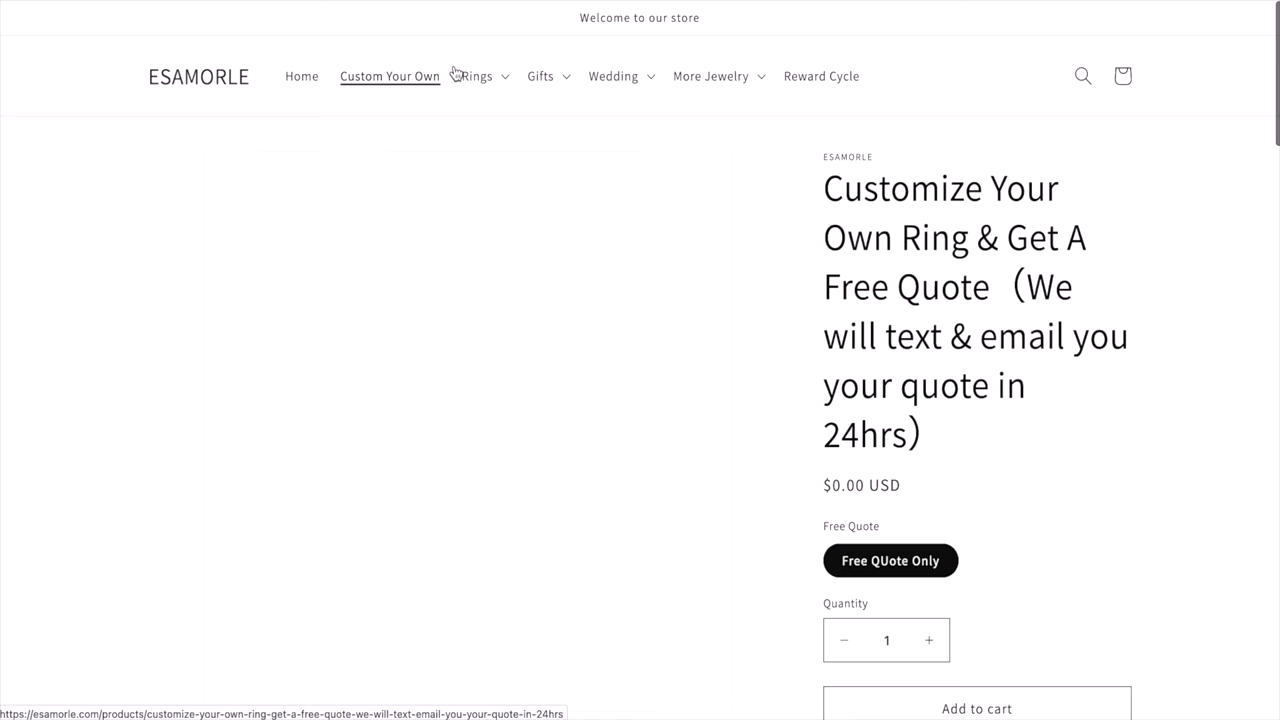 Welcome to our store
ESAMORLE Home Custom Your Own Rings Gifts Wedding More Jewelry Reward Cycle
ESAMORLE
Customize Your
Own Ring & Get A
Free Quote（We
will text & email you
your quote in
24hrs）
$0.00 USD
Free Quote
Free QUote Only
Quantity
− 1 +
Add to cart
https://esamorle.com/products/customize-your-own-ring-get-a-free-quote-we-will-text-email-you-your-quote-in-24hrs